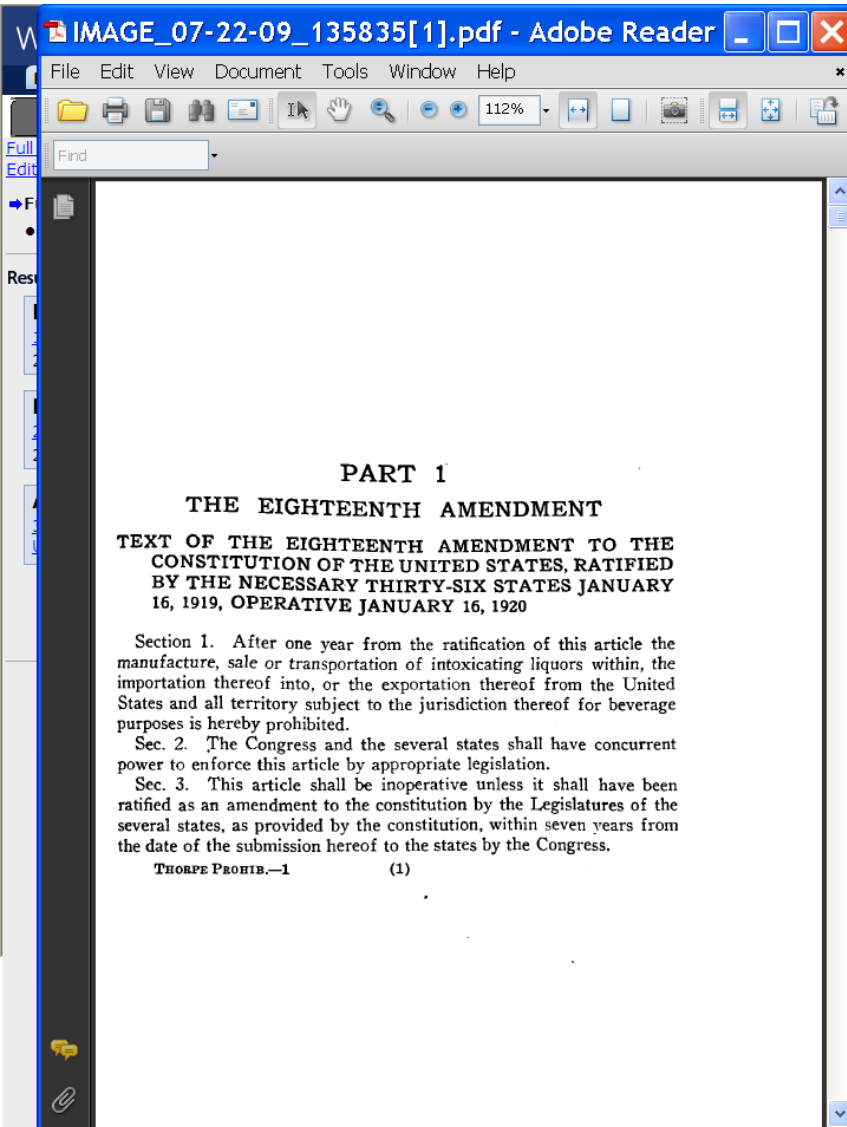 IMAGE_07-22-09_135835[1].pdf - Adobe Reader
File Edit View Document Tools Window Help
112%
Full
Edit
Find
PART 1
THE EIGHTEENTH AMENDMENT
TEXT OF THE EIGHTEENTH AMENDMENT TO THE
CONSTITUTION OF THE UNITED STATES, RATIFIED
BY THE NECESSARY THIRTY-SIX STATES JANUARY
16, 1919, OPERATIVE JANUARY 16, 1920
Section 1. After one year from the ratification of this article the
manufacture, sale or transportation of intoxicating liquors within, the
importation thereof into, or the exportation thereof from the United
States and all territory subject to the jurisdiction thereof for beverage
purposes is hereby prohibited.
Sec. 2. The Congress and the several states shall have concurrent
power to enforce this article by appropriate legislation.
Sec. 3. This article shall be inoperative unless it shall have been
ratified as an amendment to the constitution by the Legislatures of the
several states, as provided by the constitution, within seven years from
the date of the submission hereof to the states by the Congress.
THORPE PROHIB.—1 (1)